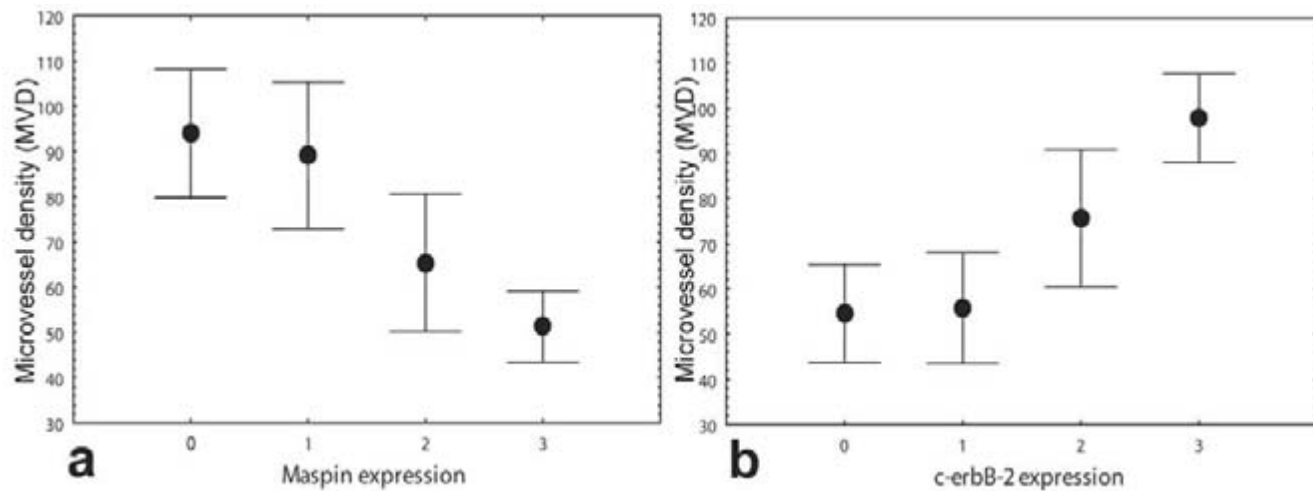 120
110
100
90
80
70
60
50
40
30
Microvessel density (MVD)
0 1 2 3
a
Maspin expression
120
110
100
90
80
70
60
50
40
30
Microvessel density (MVD)
0 1 2 3
b
c-erbB-2 expression